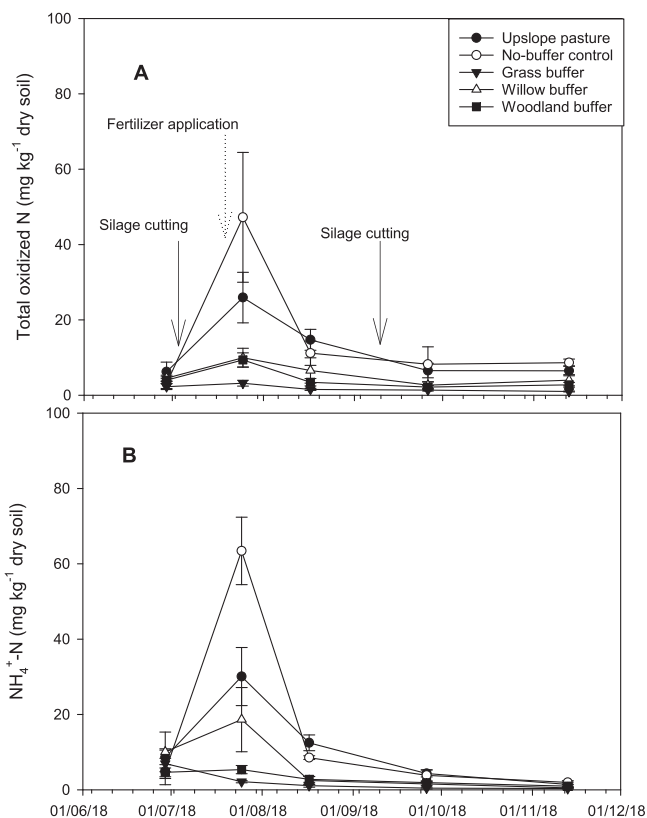 100
80
60
40
20
0
Total oxidized N (mg kg⁻¹ dry soil)
A
Upslope pasture
No-buffer control
Grass buffer
Willow buffer
Woodland buffer
Fertilizer application
Silage cutting
Silage cutting
100
80
60
40
20
0
NH₄⁺-N (mg kg⁻¹ dry soil)
B
01/06/18 01/07/18 01/08/18 01/09/18 01/10/18 01/11/18 01/12/18